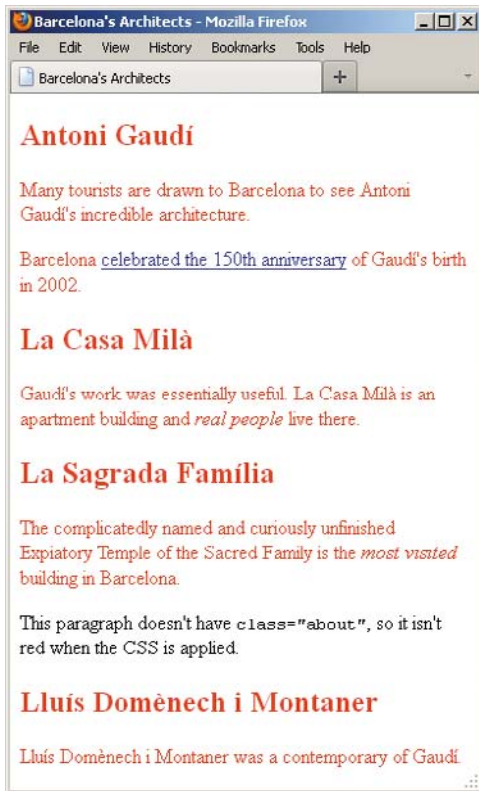 Barcelona's Architects - Mozilla Firefox
File Edit View History Bookmarks Tools Help
Barcelona's Architects
Antoni Gaudí
Many tourists are drawn to Barcelona to see Antoni
Gaudí's incredible architecture.
Barcelona celebrated the 150th anniversary of Gaudí's birth
in 2002.
La Casa Milà
Gaudí's work was essentially useful. La Casa Milà is an
apartment building and real people live there.
La Sagrada Família
The complicatedly named and curiously unfinished
Expiatory Temple of the Sacred Family is the most visited
building in Barcelona.
This paragraph doesn't have class="about", so it isn't
red when the CSS is applied.
Lluís Domènech i Montaner
Lluís Domènech i Montaner was a contemporary of Gaudí.